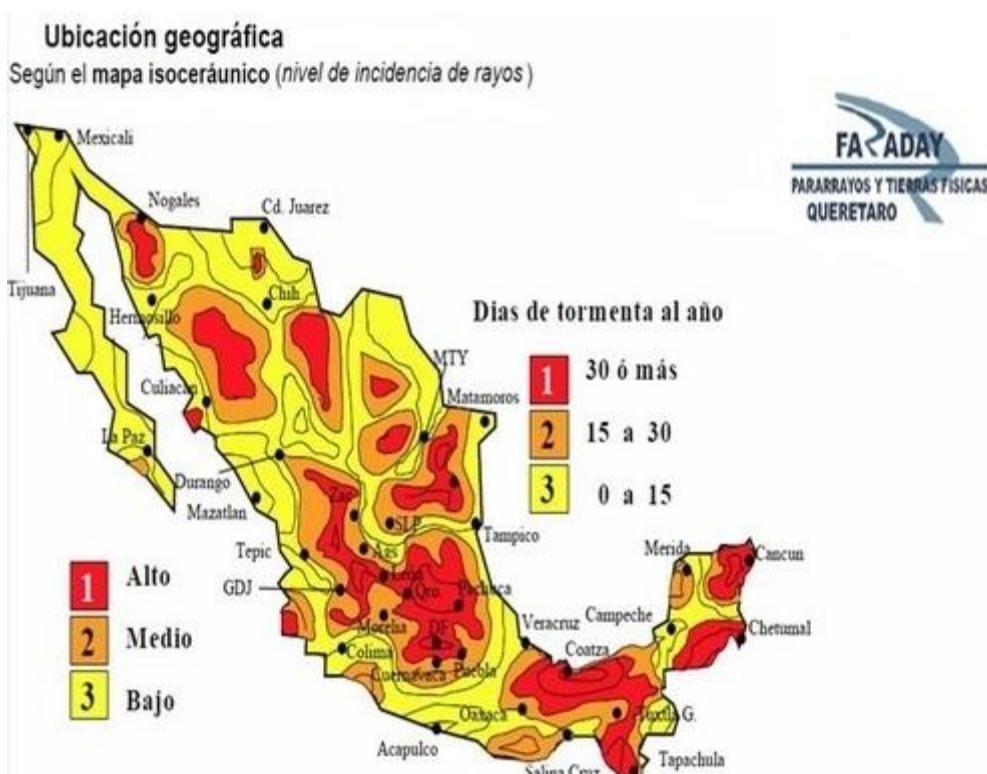 Ubicación geográfica
Según el mapa isoceráunico (nivel de incidencia de rayos)
FARADAY
PARARRAYOS Y TIERRAS FISICAS
QUERETARO
Mexicali
Nogales
Cd. Juarez
Tijuana
Hermosillo
Chih
Dias de tormenta al año
MTY
1 30 ó más
Matamoros
Culiacan
2 15 a 30
La Paz
Durango
3 0 a 15
Mazatlan
Zac
SLP
Tampico
Tepic
Ags
Merida
Cancun
1 Alto
GDJ
Leon
Qro.
Pachuca
Campeche
Chetumal
2 Medio
Morelia
DF
Veracruz
Colima
Coatza
Cuernavaca
Puebla
3 Bajo
Oaxaca
Tuxtla G.
Acapulco
Salina Cruz
Tapachula